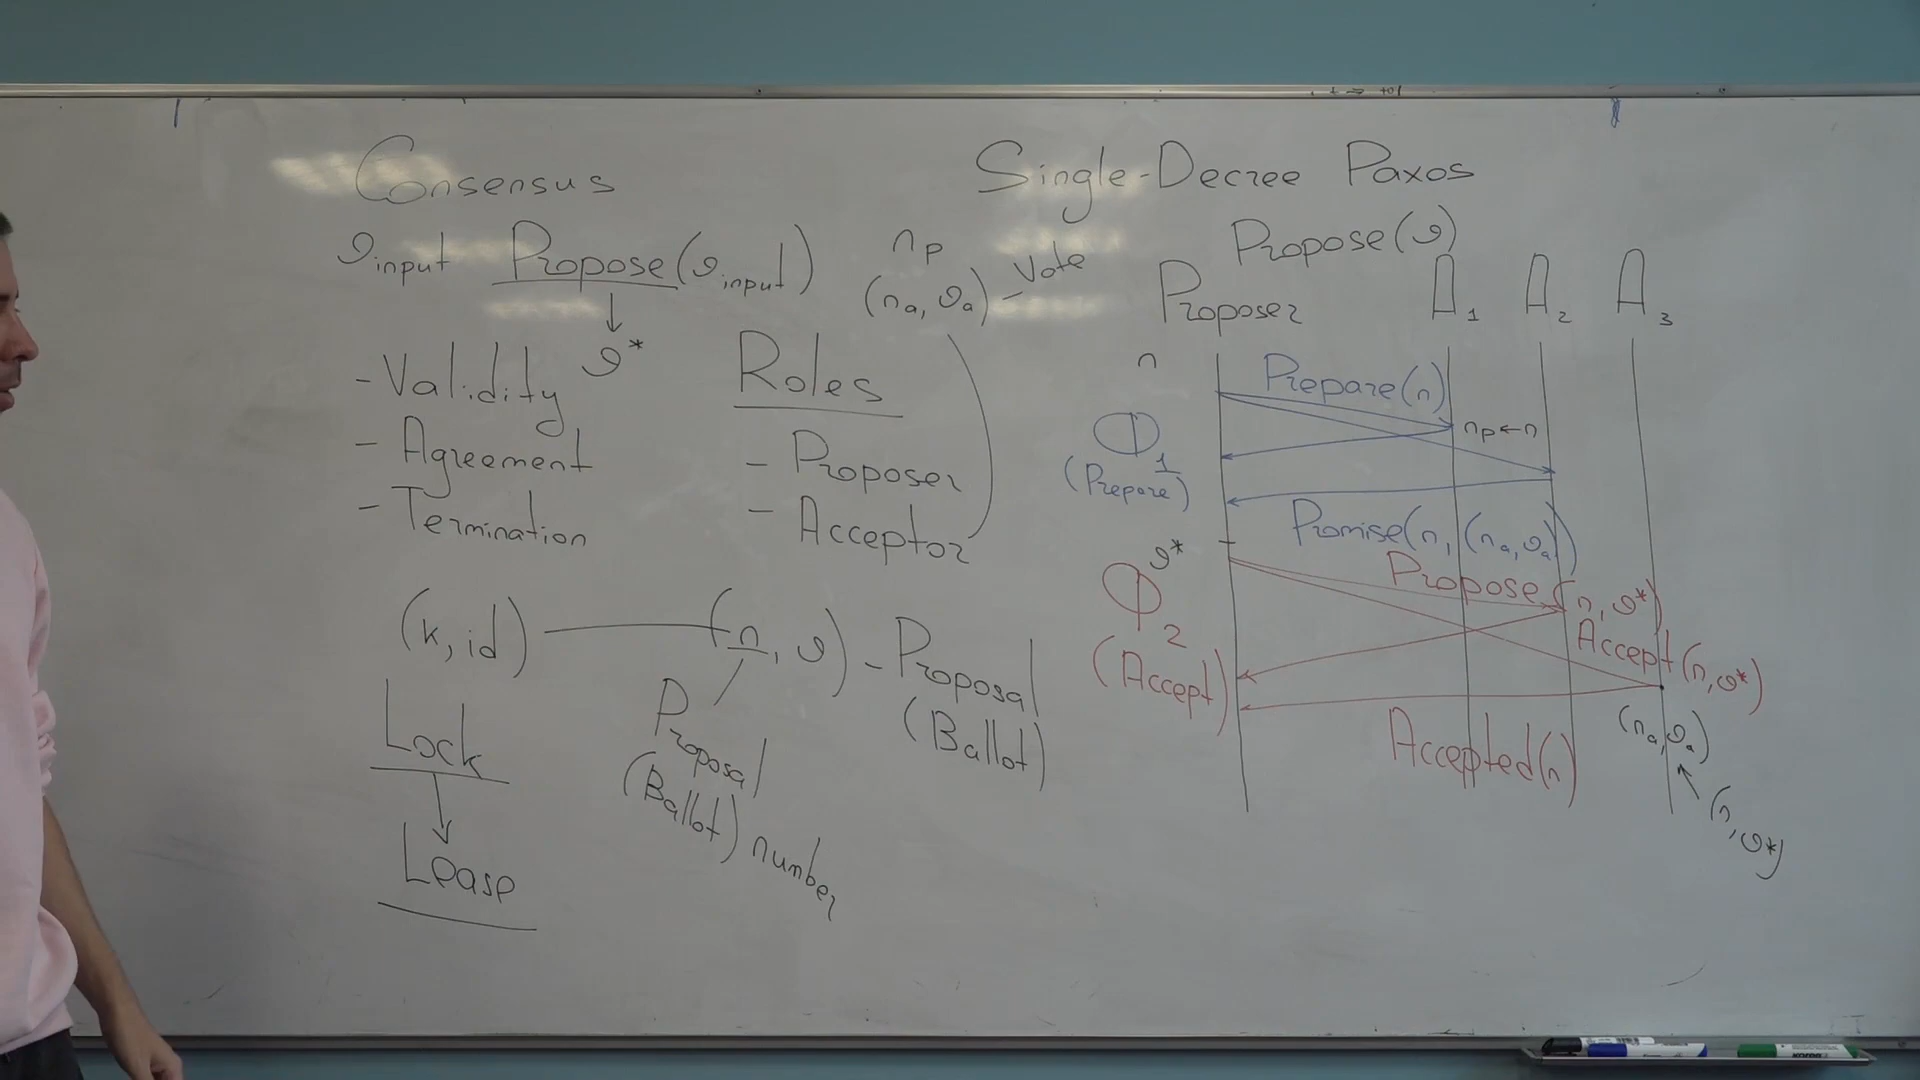 Consensus
ϑinput Propose(ϑinput)
↓
ϑ*
- Validity
- Agreement
- Termination
np
(na, ϑa) - Vote
Roles
- Proposer
- Acceptor
(k, id) — (n, ϑ) - Proposal
(Ballot)
Proposal
(Ballot) number
Lock
↓
Lease
Single-Decree Paxos
Propose(ϑ)
Proposer A1 A2 A3
n
Prepare(n)
np ← n
Φ1
(Prepare)
Promise(n, (na, ϑa))
ϑ*
Propose(n, ϑ*)
Φ2
Accept(n, ϑ*)
(Accept)
Accepted(n)
(na, ϑa)
(n, ϑ*)